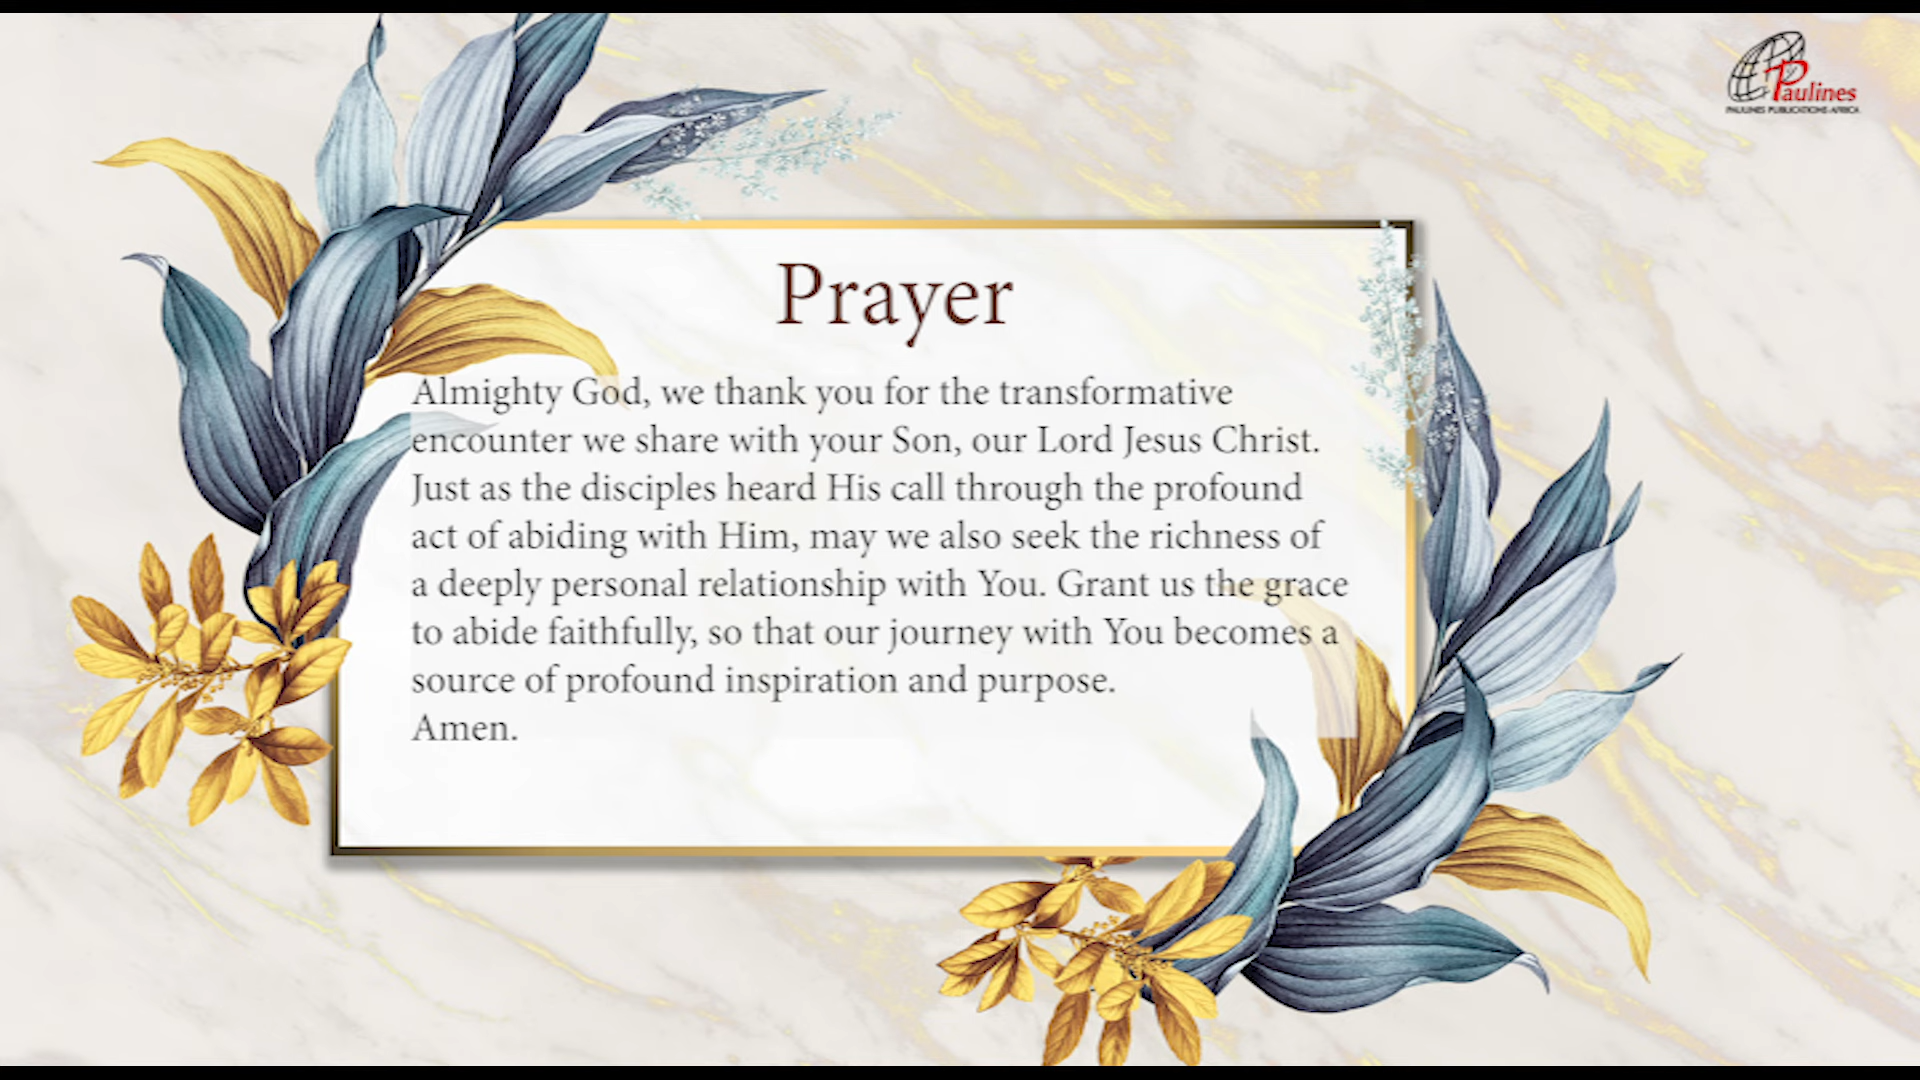 Paulines
PAULINES PUBLICATIONS AFRICA
Prayer
Almighty God, we thank you for the transformative
encounter we share with your Son, our Lord Jesus Christ.
Just as the disciples heard His call through the profound
act of abiding with Him, may we also seek the richness of
a deeply personal relationship with You. Grant us the grace
to abide faithfully, so that our journey with You becomes a
source of profound inspiration and purpose.
Amen.